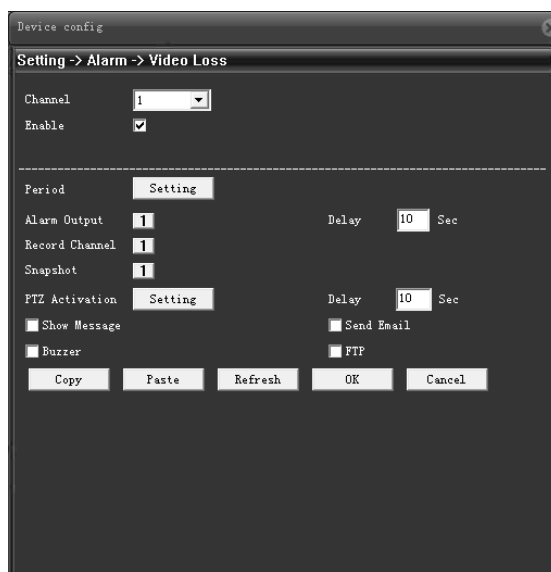 Device config
Setting -> Alarm -> Video Loss
Channel 1
Enable
Period Setting
Alarm Output 1 Delay 10 Sec
Record Channel 1
Snapshot 1
PTZ Activation Setting Delay 10 Sec
Show Message Send Email
Buzzer FTP
Copy Paste Refresh OK Cancel